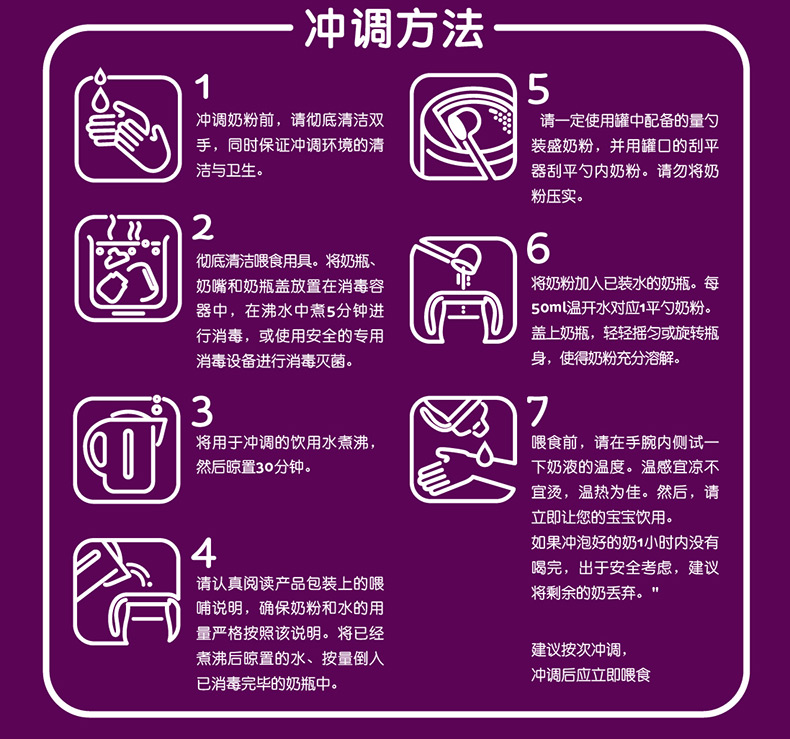 冲调方法
1
冲调奶粉前，请彻底清洁双
手，同时保证冲调环境的清
洁与卫生。
2
彻底清洁喂食用具。将奶瓶、
奶嘴和奶瓶盖放置在消毒容
器中，在沸水中煮5分钟进
行消毒，或使用安全的专用
消毒设备进行消毒灭菌。
3
将用于冲调的饮用水煮沸，
然后晾置30分钟。
4
请认真阅读产品包装上的喂
哺说明，确保奶粉和水的用
量严格按照该说明。将已经
煮沸后晾置的水、按量倒入
已消毒完毕的奶瓶中。
5
请一定使用罐中配备的量勺
装盛奶粉，并用罐口的刮平
器刮平勺内奶粉。请勿将奶
粉压实。
6
将奶粉加入已装水的奶瓶。每
50ml温开水对应1平勺奶粉。
盖上奶瓶，轻轻摇匀或旋转瓶
身，使得奶粉充分溶解。
7
喂食前，请在手腕内侧试一
下奶液的温度。温感宜凉不
宜烫，温热为佳。然后，请
立即让您的宝宝饮用。
如果冲泡好的奶1小时内没有
喝完，出于安全考虑，建议
将剩余的奶丢弃。"
建议按次冲调，
冲调后应立即喂食